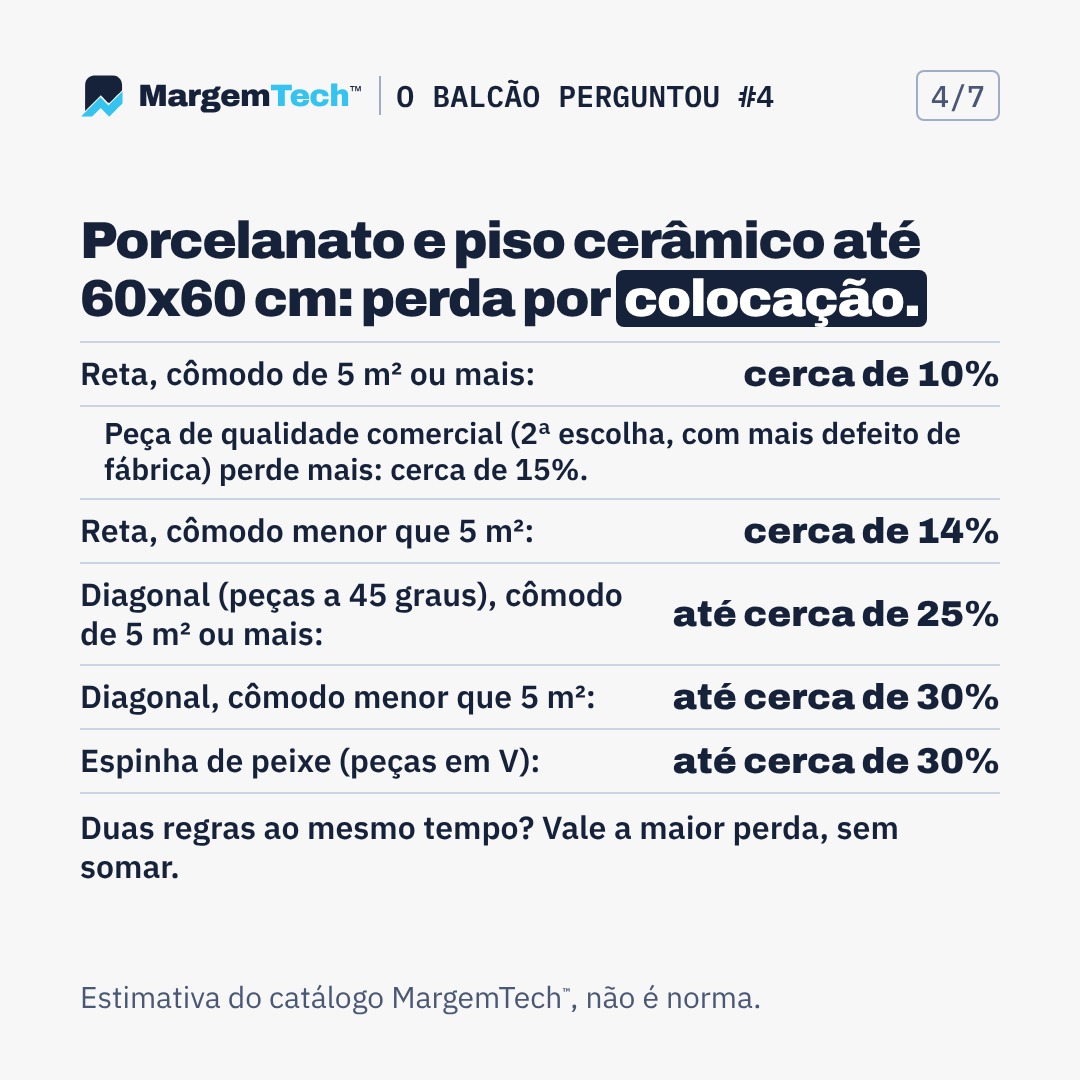 MargemTech™ | O BALCÃO PERGUNTOU #4 4/7
Porcelanato e piso cerâmico até
60x60 cm: perda por colocação.
Reta, cômodo de 5 m² ou mais: cerca de 10%
Peça de qualidade comercial (2ª escolha, com mais defeito de
fábrica) perde mais: cerca de 15%.
Reta, cômodo menor que 5 m²: cerca de 14%
Diagonal (peças a 45 graus), cômodo
de 5 m² ou mais: até cerca de 25%
Diagonal, cômodo menor que 5 m²: até cerca de 30%
Espinha de peixe (peças em V): até cerca de 30%
Duas regras ao mesmo tempo? Vale a maior perda, sem
somar.
Estimativa do catálogo MargemTech™, não é norma.